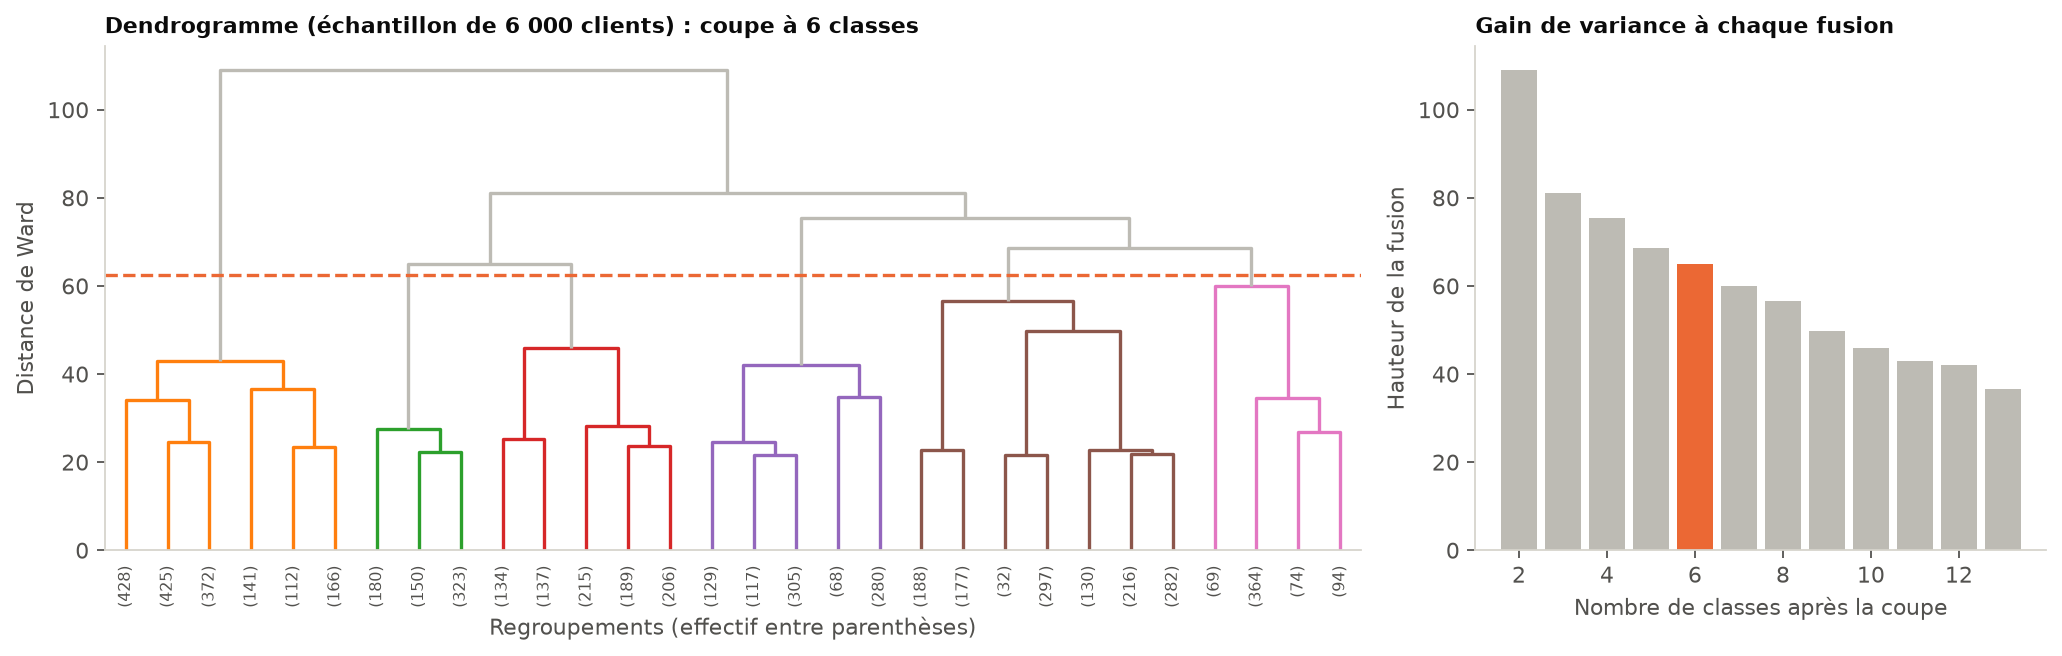 Dendrogramme (échantillon de 6 000 clients) : coupe à 6 classes
Distance de Ward
100
80
60
40
20
0
(428) (425) (372) (141) (112) (166) (180) (150) (323) (134) (137) (215) (189) (206) (129) (117) (305) (68) (280) (188) (177) (32) (297) (130) (216) (282) (69) (364) (74) (94)
Regroupements (effectif entre parenthèses)
Gain de variance à chaque fusion
Hauteur de la fusion
100
80
60
40
20
0
2 4 6 8 10 12
Nombre de classes après la coupe